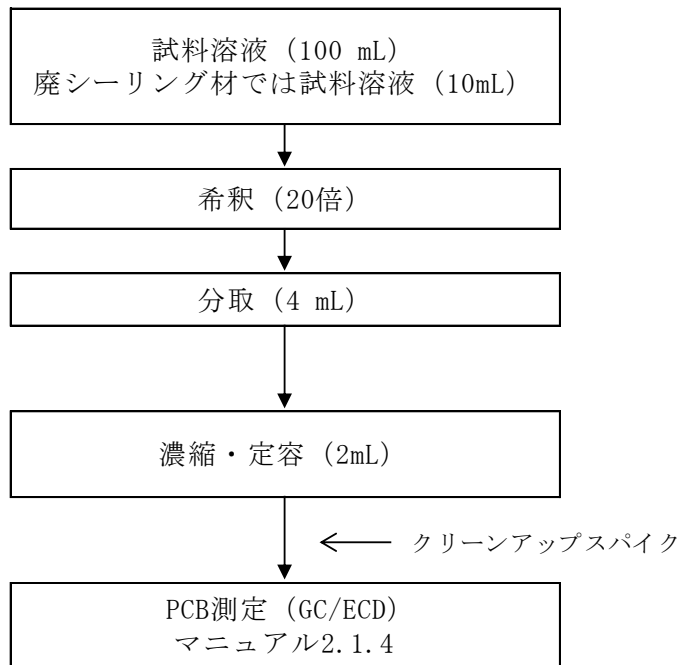 試料溶液 (100 mL)
廃シーリング材では試料溶液 (10mL)
希釈 (20倍)
分取 (4 mL)
濃縮・定容 (2mL)
クリーンアップスパイク
PCB測定 (GC/ECD)
マニュアル2.1.4